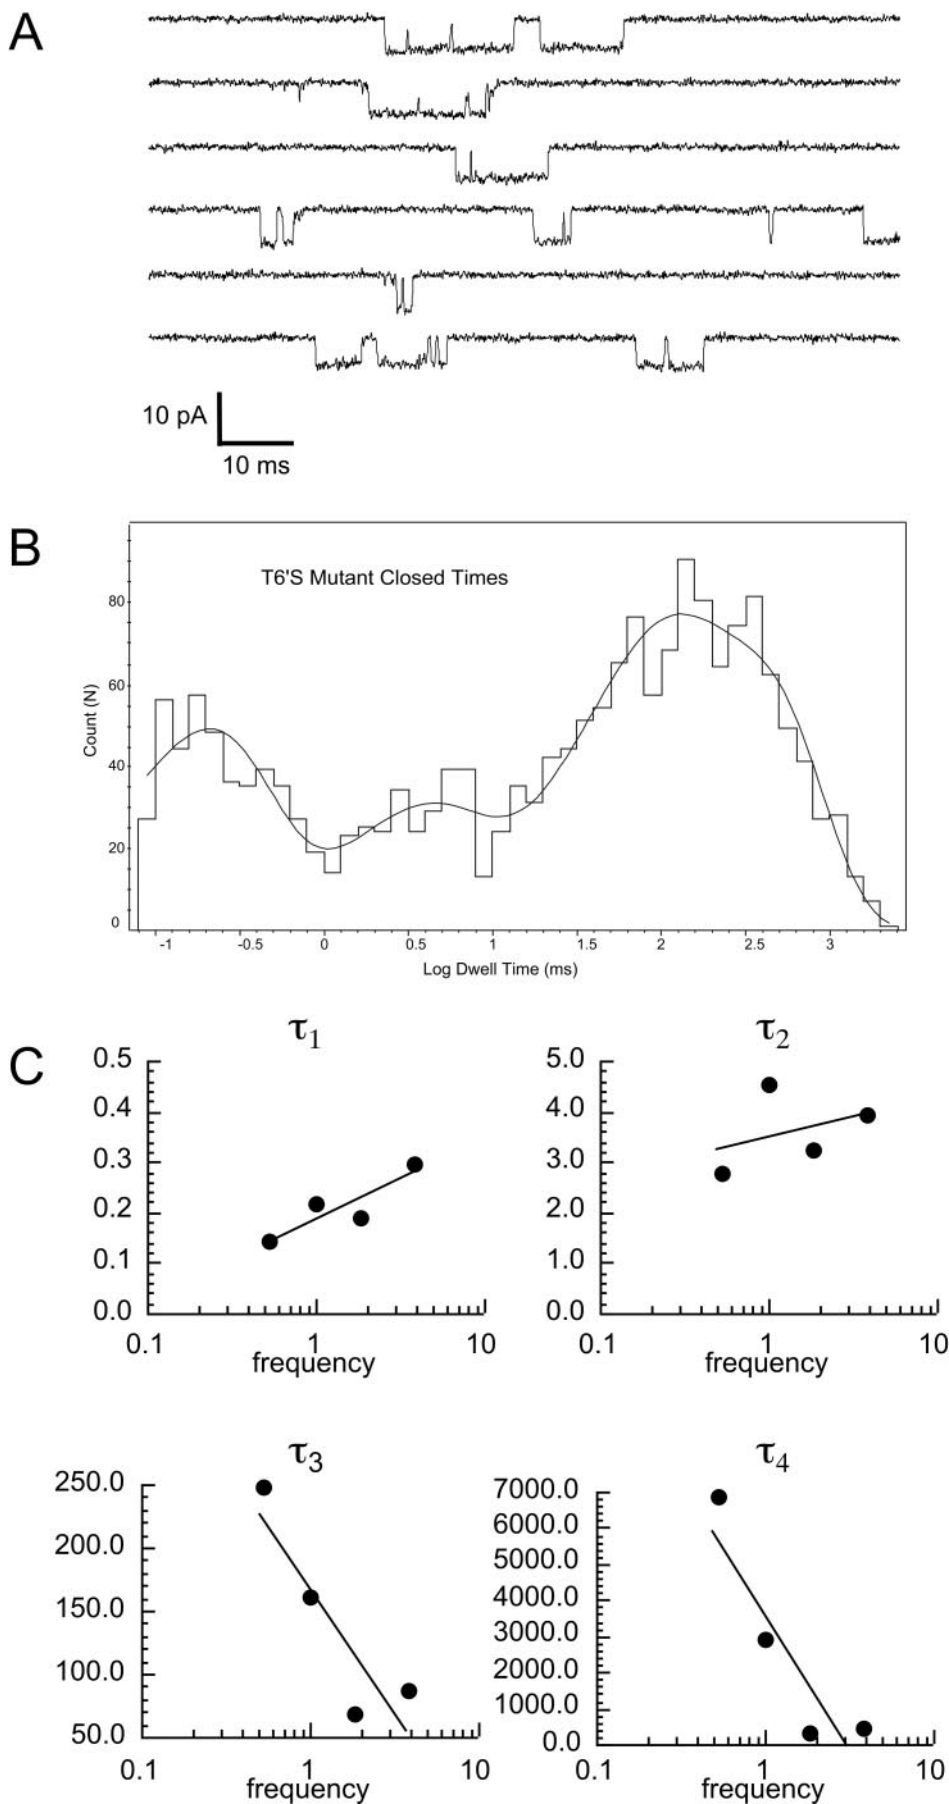 A
10 pA
10 ms
B
T6'S Mutant Closed Times
80
60
40
20
0
Count (N)
-1 -0.5 0 0.5 1 1.5 2 2.5 3
Log Dwell Time (ms)
C
τ1
0.5
0.4
0.3
0.2
0.1
0.0
0.1 1 10
frequency
τ2
5.0
4.0
3.0
2.0
1.0
0.0
0.1 1 10
frequency
τ3
250.0
200.0
150.0
100.0
50.0
0.1 1 10
frequency
τ4
7000.0
6000.0
5000.0
4000.0
3000.0
2000.0
1000.0
0.0
0.1 1 10
frequency